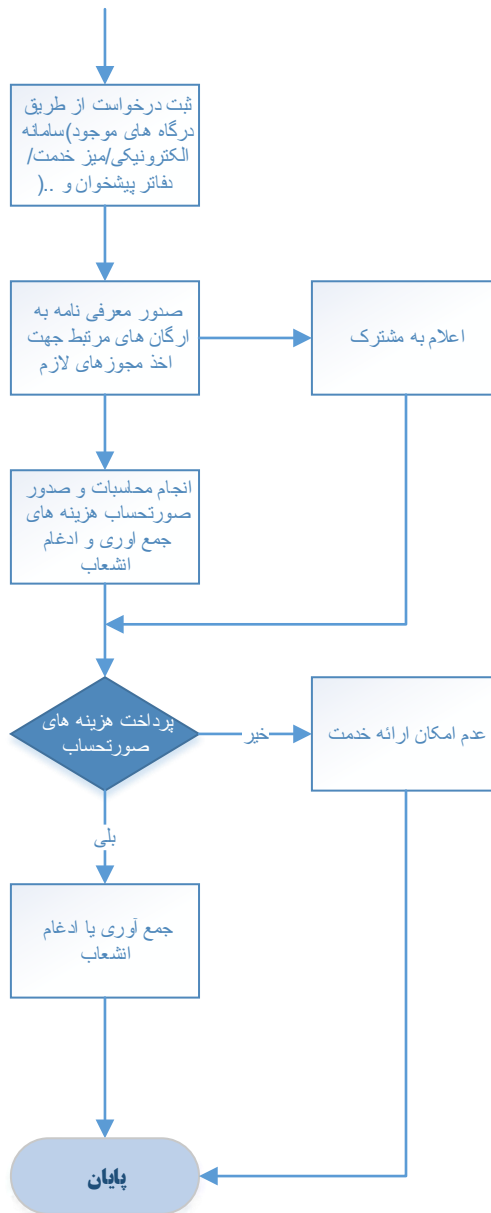 ثبت درخواست از طریق
درگاه های موجود)سامانه
الکترونیکی/میز خدمت/
دفاتر پیشخوان و ..(
صدور معرفی نامه به
ارگان های مرتبط جهت
اخذ مجوزهای لازم
اعلام به مشترک
انجام محاسبات و صدور
صورتحساب هزینه های
جمع اوری و ادغام
انشعاب
پرداخت هزینه های
صورتحساب
خیر
عدم امکان ارائه خدمت
بلی
جمع آوری یا ادغام
انشعاب
پایان